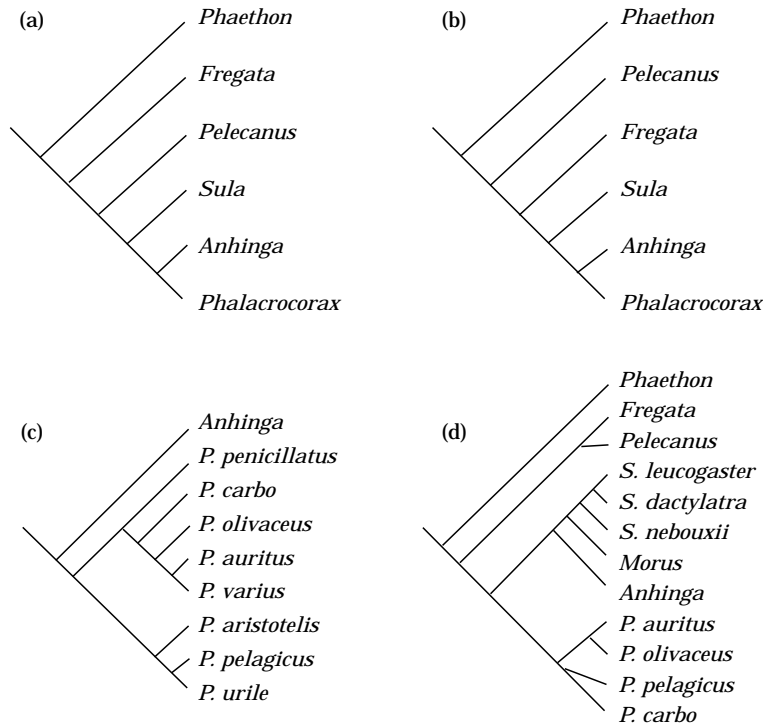 (a)
Phaethon
Fregata
Pelecanus
Sula
Anhinga
Phalacrocorax
(b)
Phaethon
Pelecanus
Fregata
Sula
Anhinga
Phalacrocorax
(c)
Anhinga
P. penicillatus
P. carbo
P. olivaceus
P. auritus
P. varius
P. aristotelis
P. pelagicus
P. urile
(d)
Phaethon
Fregata
Pelecanus
S. leucogaster
S. dactylatra
S. nebouxii
Morus
Anhinga
P. auritus
P. olivaceus
P. pelagicus
P. carbo